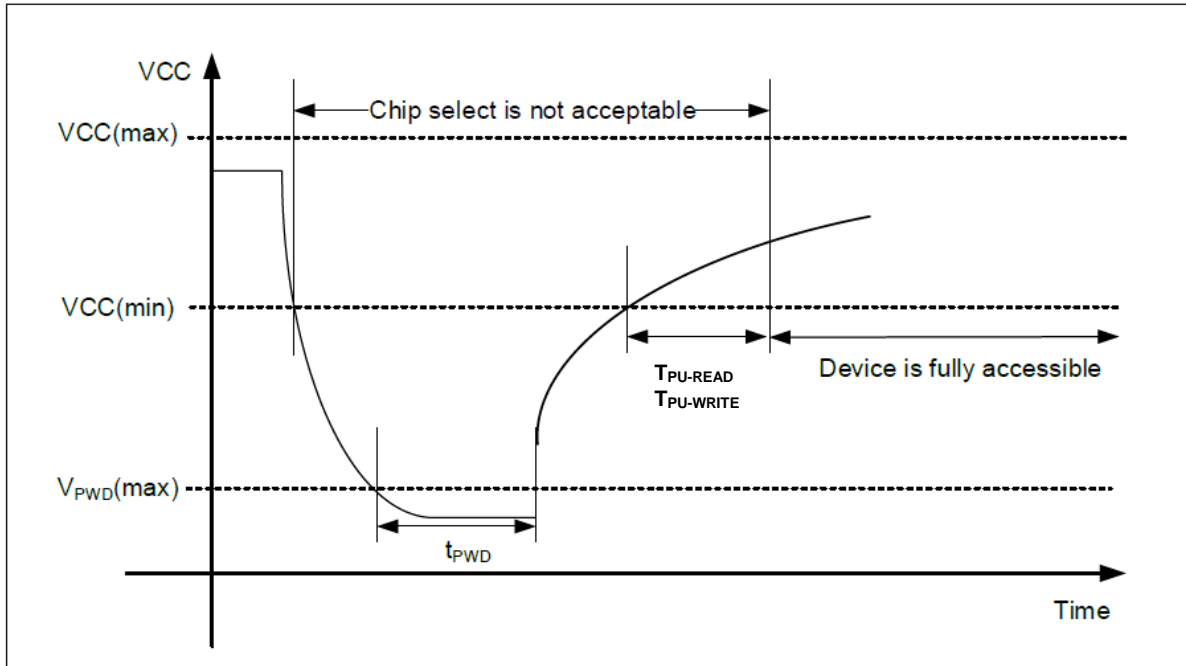 VCC
Chip select is not acceptable
VCC(max)
VCC(min)
TPU-READ
TPU-WRITE
Device is fully accessible
VPWD(max)
tPWD
Time